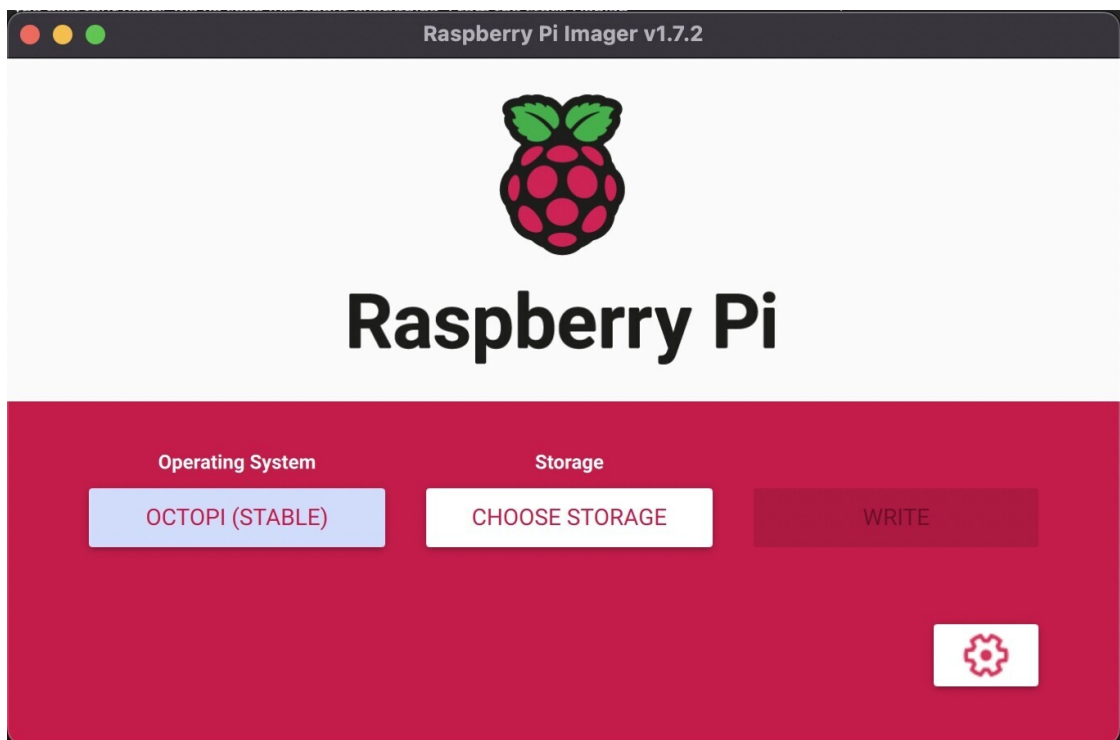 Raspberry Pi Imager v1.7.2
Raspberry Pi
Operating System
Storage
OCTOPI (STABLE)
CHOOSE STORAGE
WRITE